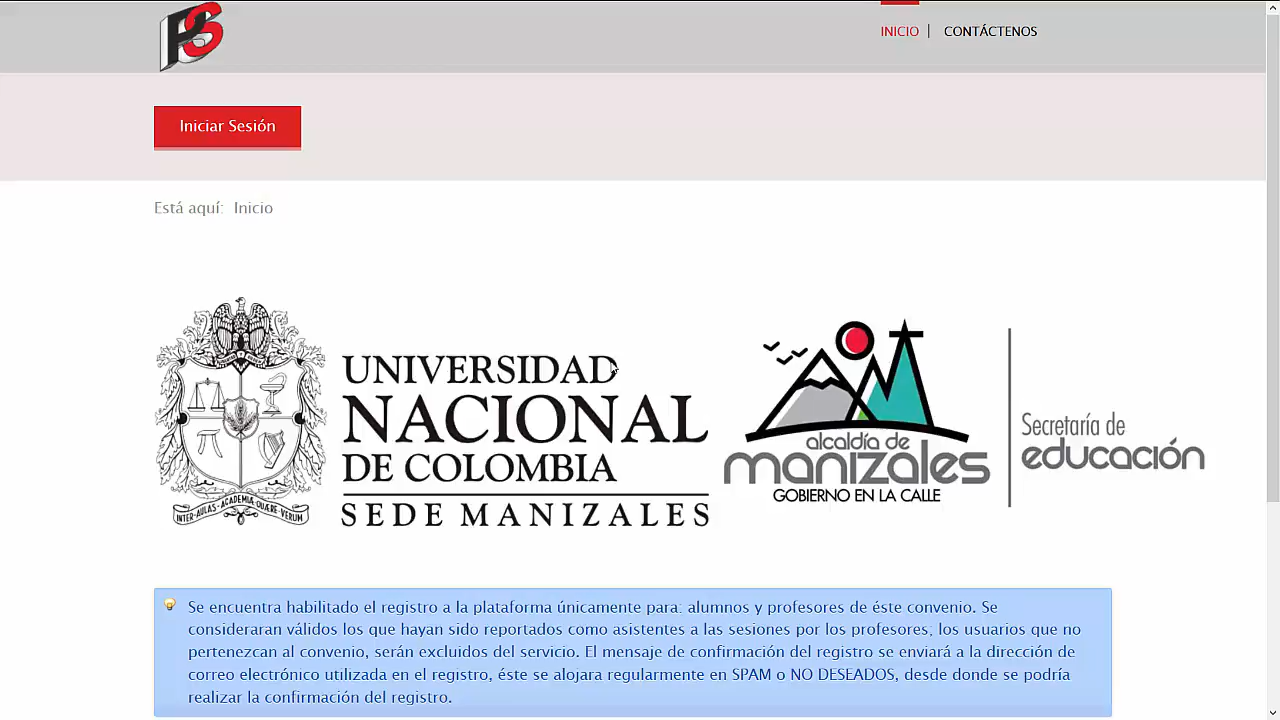 PS
INICIO | CONTÁCTENOS
Iniciar Sesión
Está aquí: Inicio
UNIVERSIDAD
NACIONAL
DE COLOMBIA
SEDE MANIZALES
INTER·AULAS·ACADEMIA·QUÆRE·VERUM
alcaldía de
manizales
GOBIERNO EN LA CALLE
Secretaría de
educación
Se encuentra habilitado el registro a la plataforma únicamente para: alumnos y profesores de éste convenio. Se
consideraran válidos los que hayan sido reportados como asistentes a las sesiones por los profesores; los usuarios que no
pertenezcan al convenio, serán excluidos del servicio. El mensaje de confirmación del registro se enviará a la dirección de
correo electrónico utilizada en el registro, éste se alojara regularmente en SPAM o NO DESEADOS, desde donde se podría
realizar la confirmación del registro.